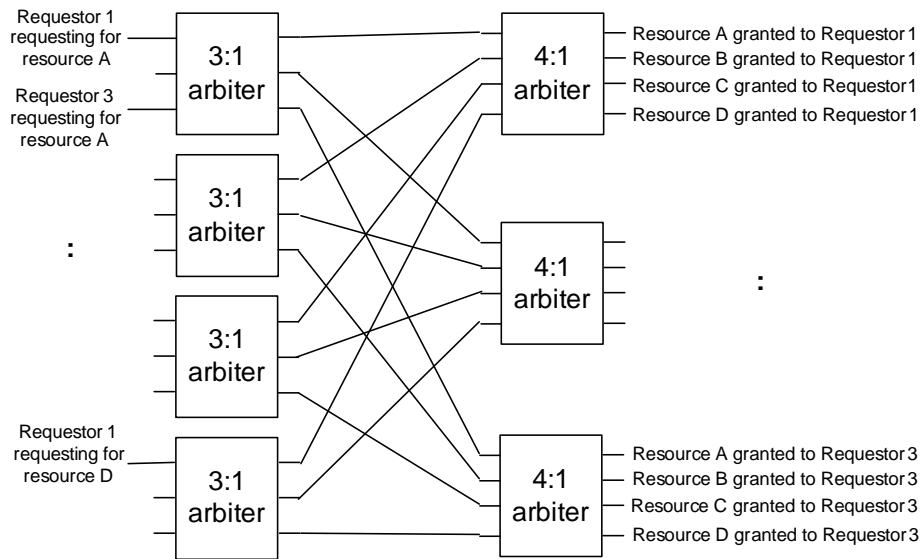 Requestor 1
requesting for
resource A
Requestor 3
requesting for
resource A
:
Requestor 1
requesting for
resource D
3:1
arbiter
3:1
arbiter
3:1
arbiter
3:1
arbiter
4:1
arbiter
4:1
arbiter
4:1
arbiter
Resource A granted to Requestor 1
Resource B granted to Requestor 1
Resource C granted to Requestor 1
Resource D granted to Requestor 1
:
Resource A granted to Requestor 3
Resource B granted to Requestor 3
Resource C granted to Requestor 3
Resource D granted to Requestor 3